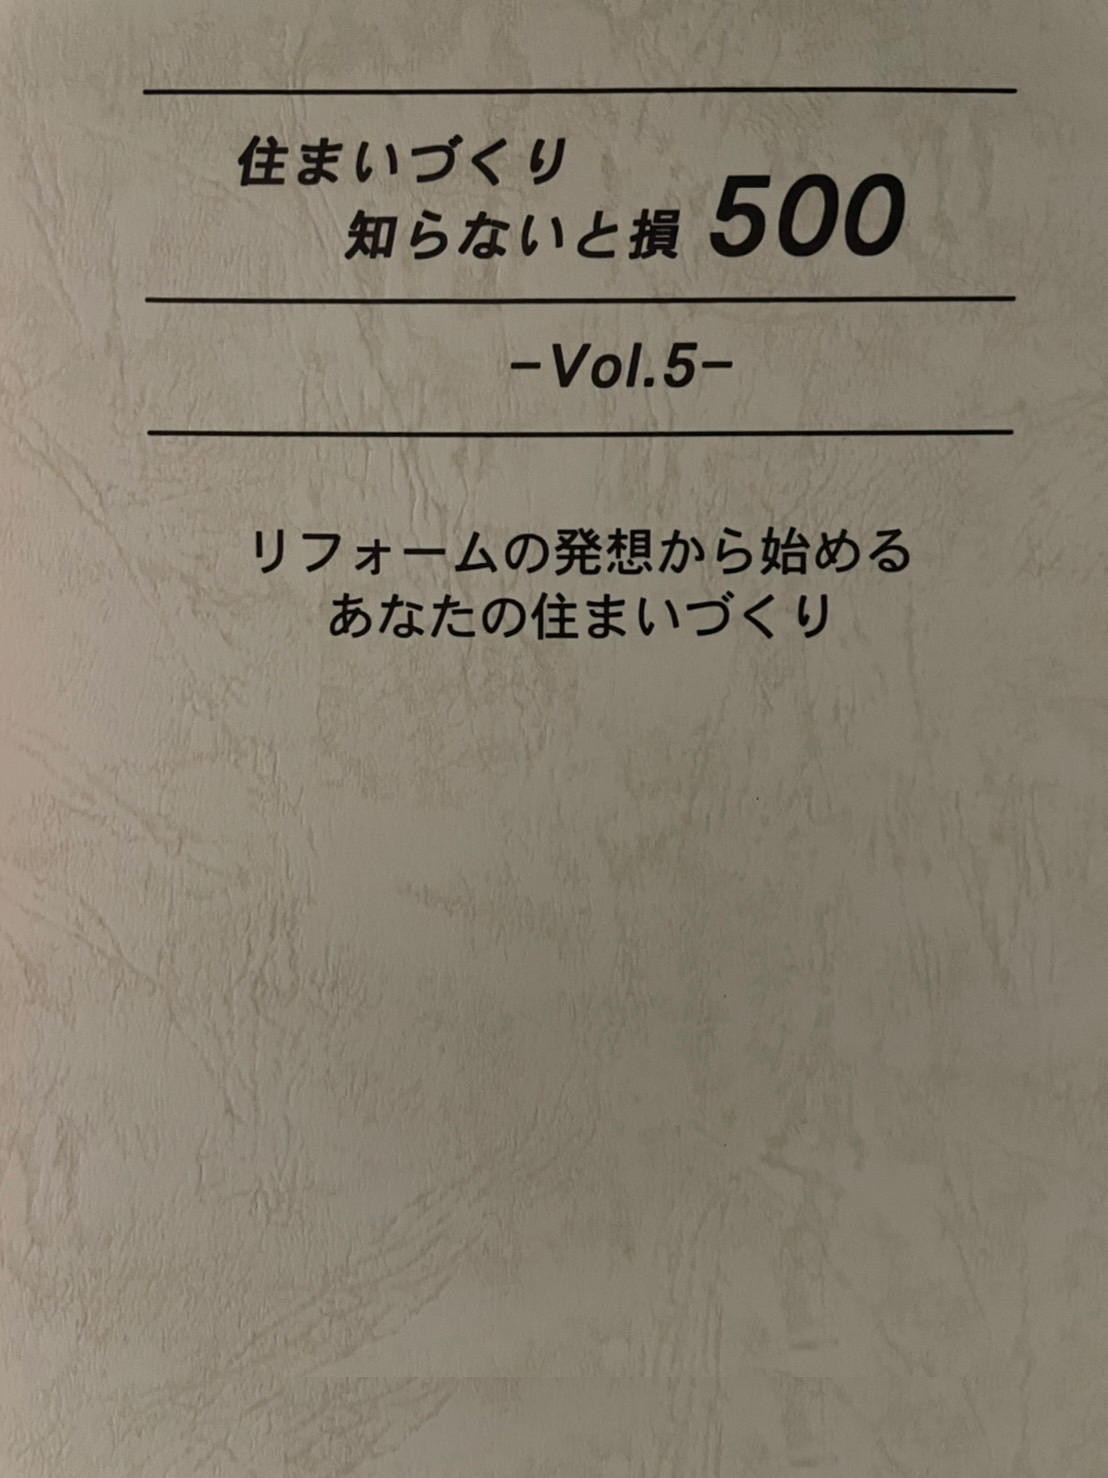 住まいづくり
知らないと損 500
-Vol.5-
リフォームの発想から始める
あなたの住まいづくり